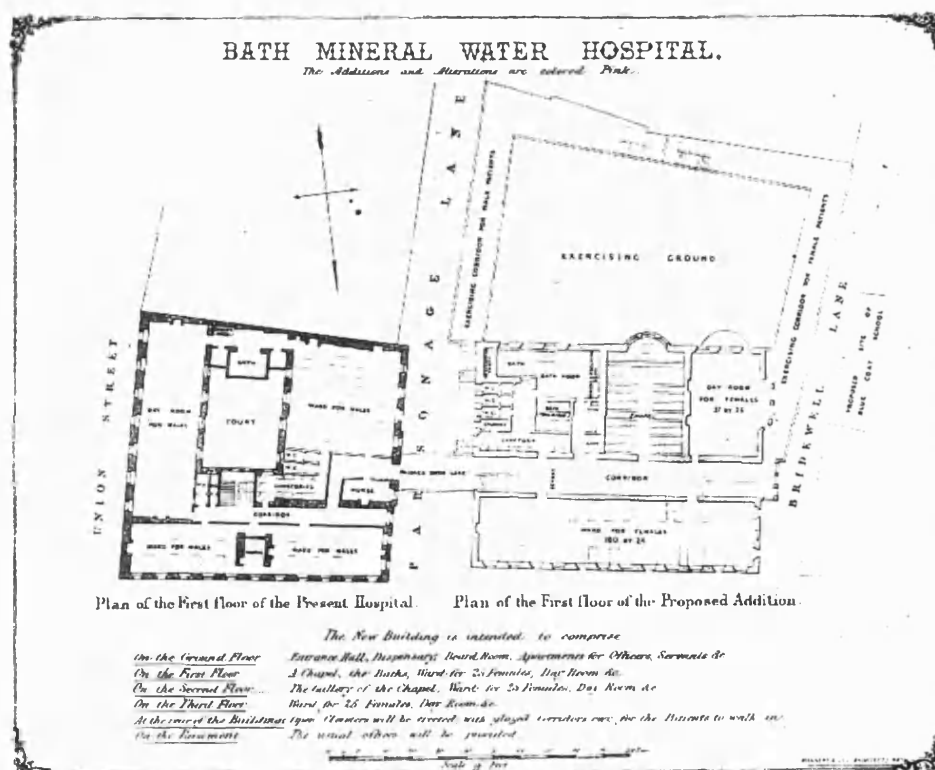 BATH MINERAL WATER HOSPITAL.
The Additions and Alterations are colored Pink.
LANE
PARSONAGE
UNION STREET
EXERCISING CORRIDOR FOR MALE PATIENTS
EXERCISING GROUND
EXERCISING CORRIDOR FOR FEMALE PATIENTS
BRIDEWELL LANE
PROPOSED SITE OF
BLUE COAT SCHOOL
BATH
DAY ROOM
FOR MALES
COURT
WARD FOR MALES
NURSE
CORRIDOR
WARD FOR MALES
WARD FOR MALES
BATH
BATH ROOM
DAY ROOM
FOR FEMALES
37 BY 25
CORRIDOR
WARD FOR FEMALES
Plan of the First floor of the Present Hospital.
Plan of the First floor of the Proposed Addition.
The New Building is intended to comprise
On the Ground Floor Entrance Hall, Dispensary, Board Room, Apartments for Officers, Servants &c
On the First Floor A Chapel, the Baths, Ward for 25 Females, Day Room &c
On the Second Floor The Gallery of the Chapel, Ward for 25 Females, Day Room &c
On the Third Floor Ward for 25 Females, Day Room &c
At the rear of the Buildings Open Cloisters will be erected with glazed Corridors over, for the Patients to walk in.
On the Basement The usual offices will be provided
Scale of Feet